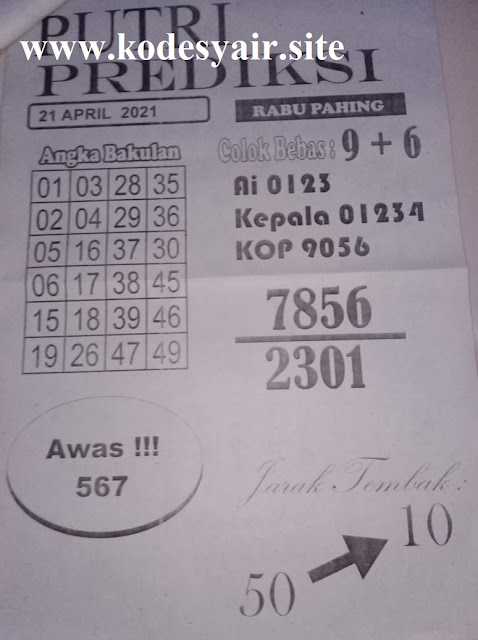 PUTRI
www.kodesyair.site
PREDIKSI
21 APRIL 2021
RABU PAHING
Angka Bakulan
01 03 28 35
02 04 29 36
05 16 37 30
06 17 38 45
15 18 39 46
19 26 47 49
Colok Bebas : 9 + 6
Ai 0123
Kepala 01234
KOP 9056
7856
2301
Awas !!!
567
Jarak Tembak :
10
50